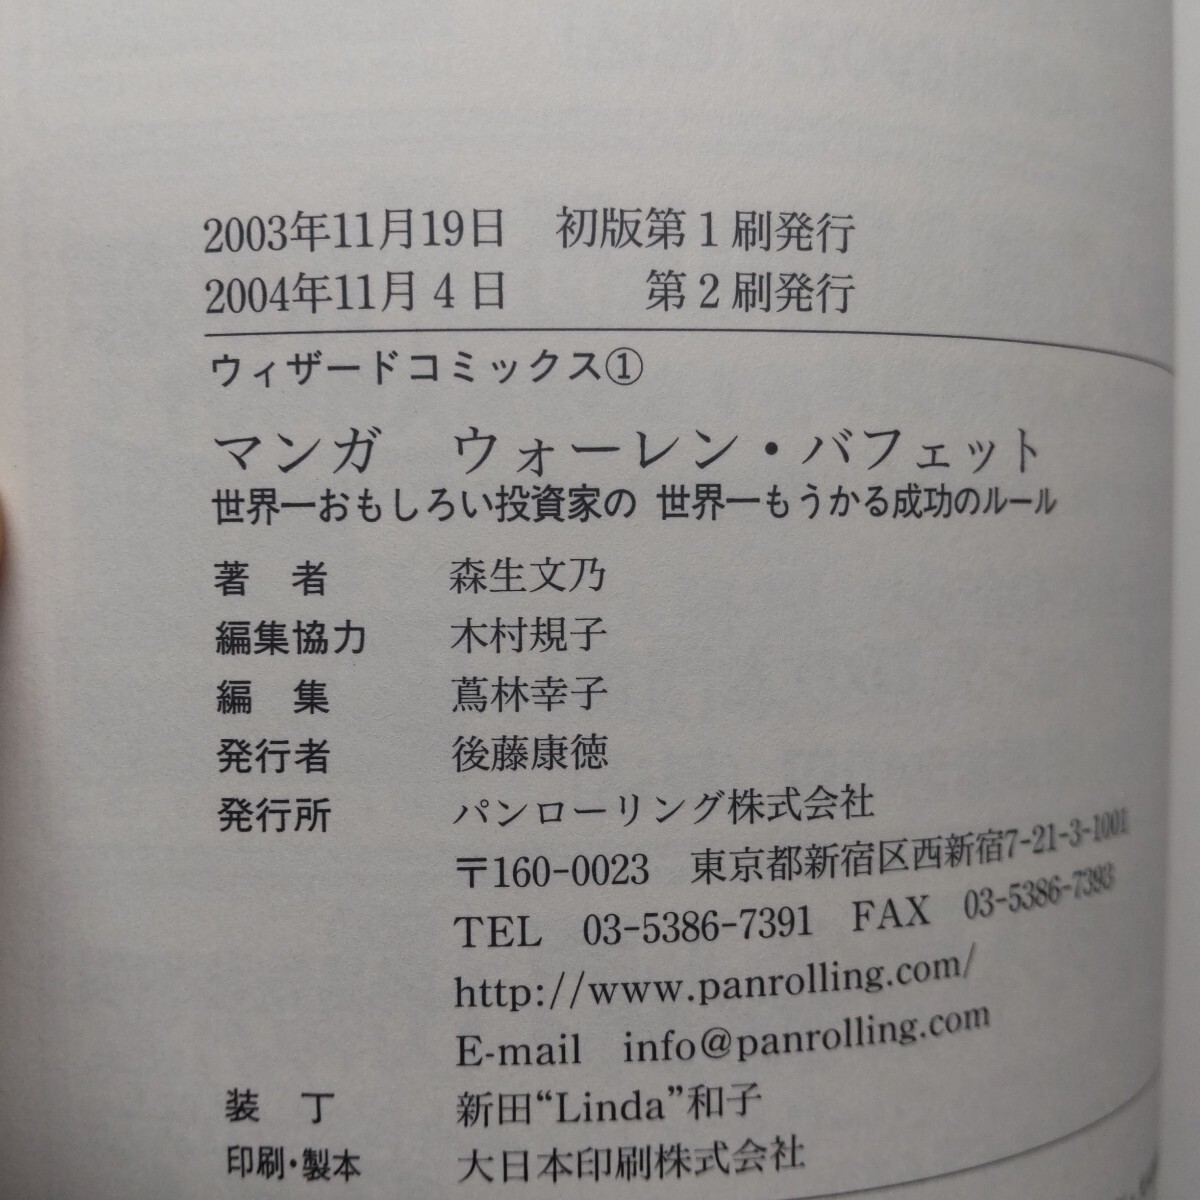 2003年11月19日　初版第1刷発行
2004年11月4日　第2刷発行
ウィザードコミックス①
マンガ　ウォーレン・バフェット
世界一おもしろい投資家の 世界一もうかる成功のルール
著　者　森生文乃
編集協力　木村規子
編　集　蔦林幸子
発行者　後藤康徳
発行所　パンローリング株式会社
〒160-0023　東京都新宿区西新宿7-21-3-1001
TEL　03-5386-7391　FAX　03-5386-7393
http://www.panrolling.com/
E-mail　info@panrolling.com
装　丁　新田“Linda”和子
印刷・製本　大日本印刷株式会社